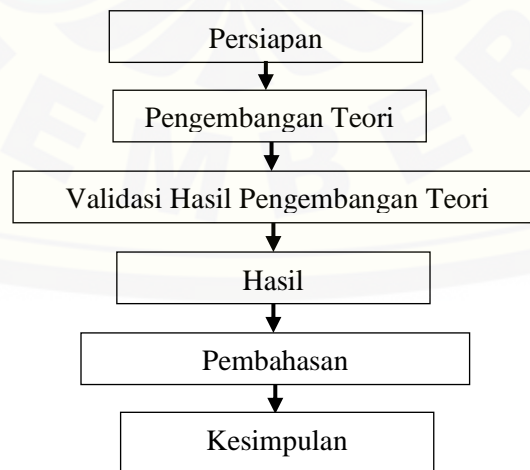 Persiapan
Pengembangan Teori
Validasi Hasil Pengembangan Teori
Hasil
Pembahasan
Kesimpulan